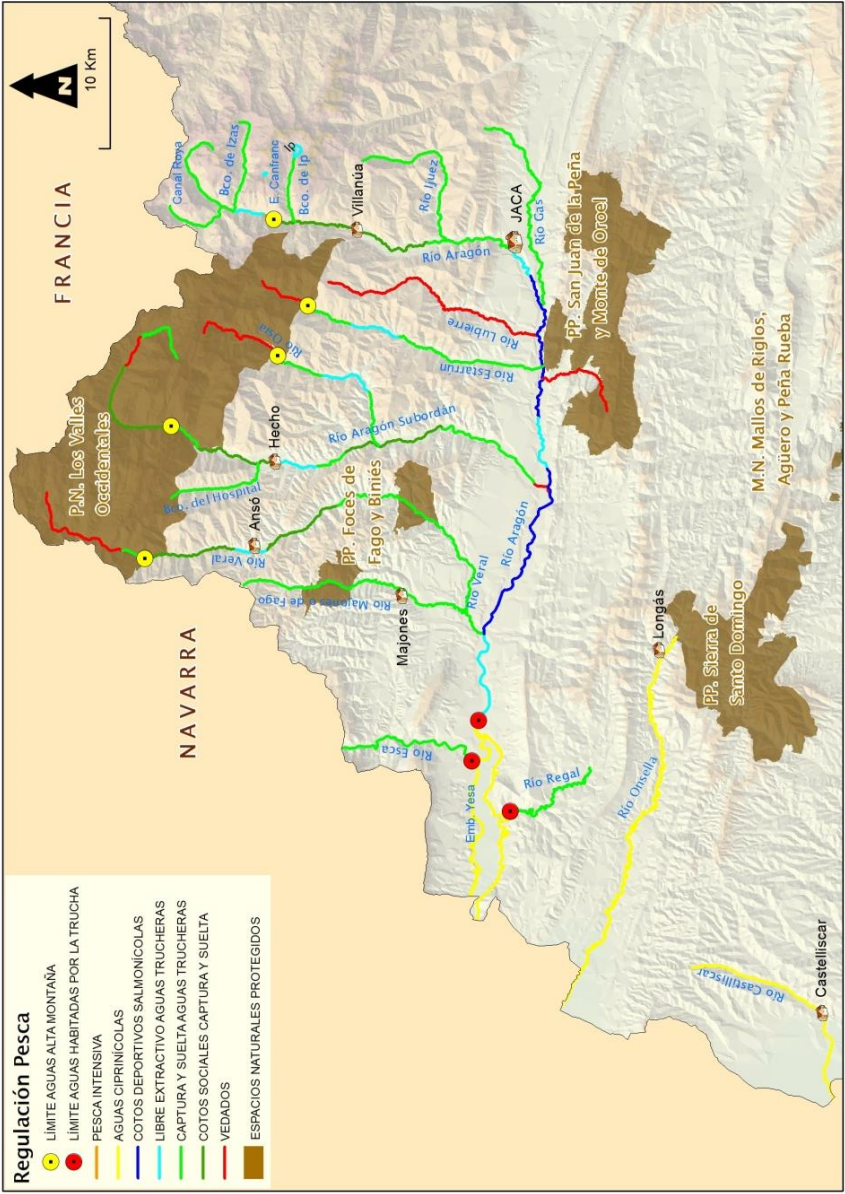 Regulación Pesca
LÍMITE AGUAS ALTA MONTAÑA
LÍMITE AGUAS HABITADAS POR LA TRUCHA
PESCA INTENSIVA
AGUAS CIPRINÍCOLAS
COTOS DEPORTIVOS SALMONÍCOLAS
LIBRE EXTRACTIVO AGUAS TRUCHERAS
CAPTURA Y SUELTA AGUAS TRUCHERAS
COTOS SOCIALES CAPTURA Y SUELTA
VEDADOS
ESPACIOS NATURALES PROTEGIDOS
N
10 Km
FRANCIA
NAVARRA
P.N. Los Valles
Occidentales
Canal Roya
Bco. de Izas
E. Canfranc
Ip
Bco. de Ip
Villanúa
Río Ijuez
Río Aragón
JACA
Río Gas
Río Osia
Río Lubierre
Río Estarrún
Hecho
Río Aragón Subordán
Bco. del Hospital
Ansó
Río Veral
PP. Foces de
Fago y Biniés
Río Majones o de Fago
Majones
Río Veral
Río Aragón
PP. San Juan de la Peña
y Monte de Oroel
Río Esca
Emb. Yesa
Río Regal
Río Onsella
Longás
PP. Sierra de
Santo Domingo
M.N. Mallos de Riglos,
Agüero y Peña Rueba
Río Castilliscar
Castelliscar